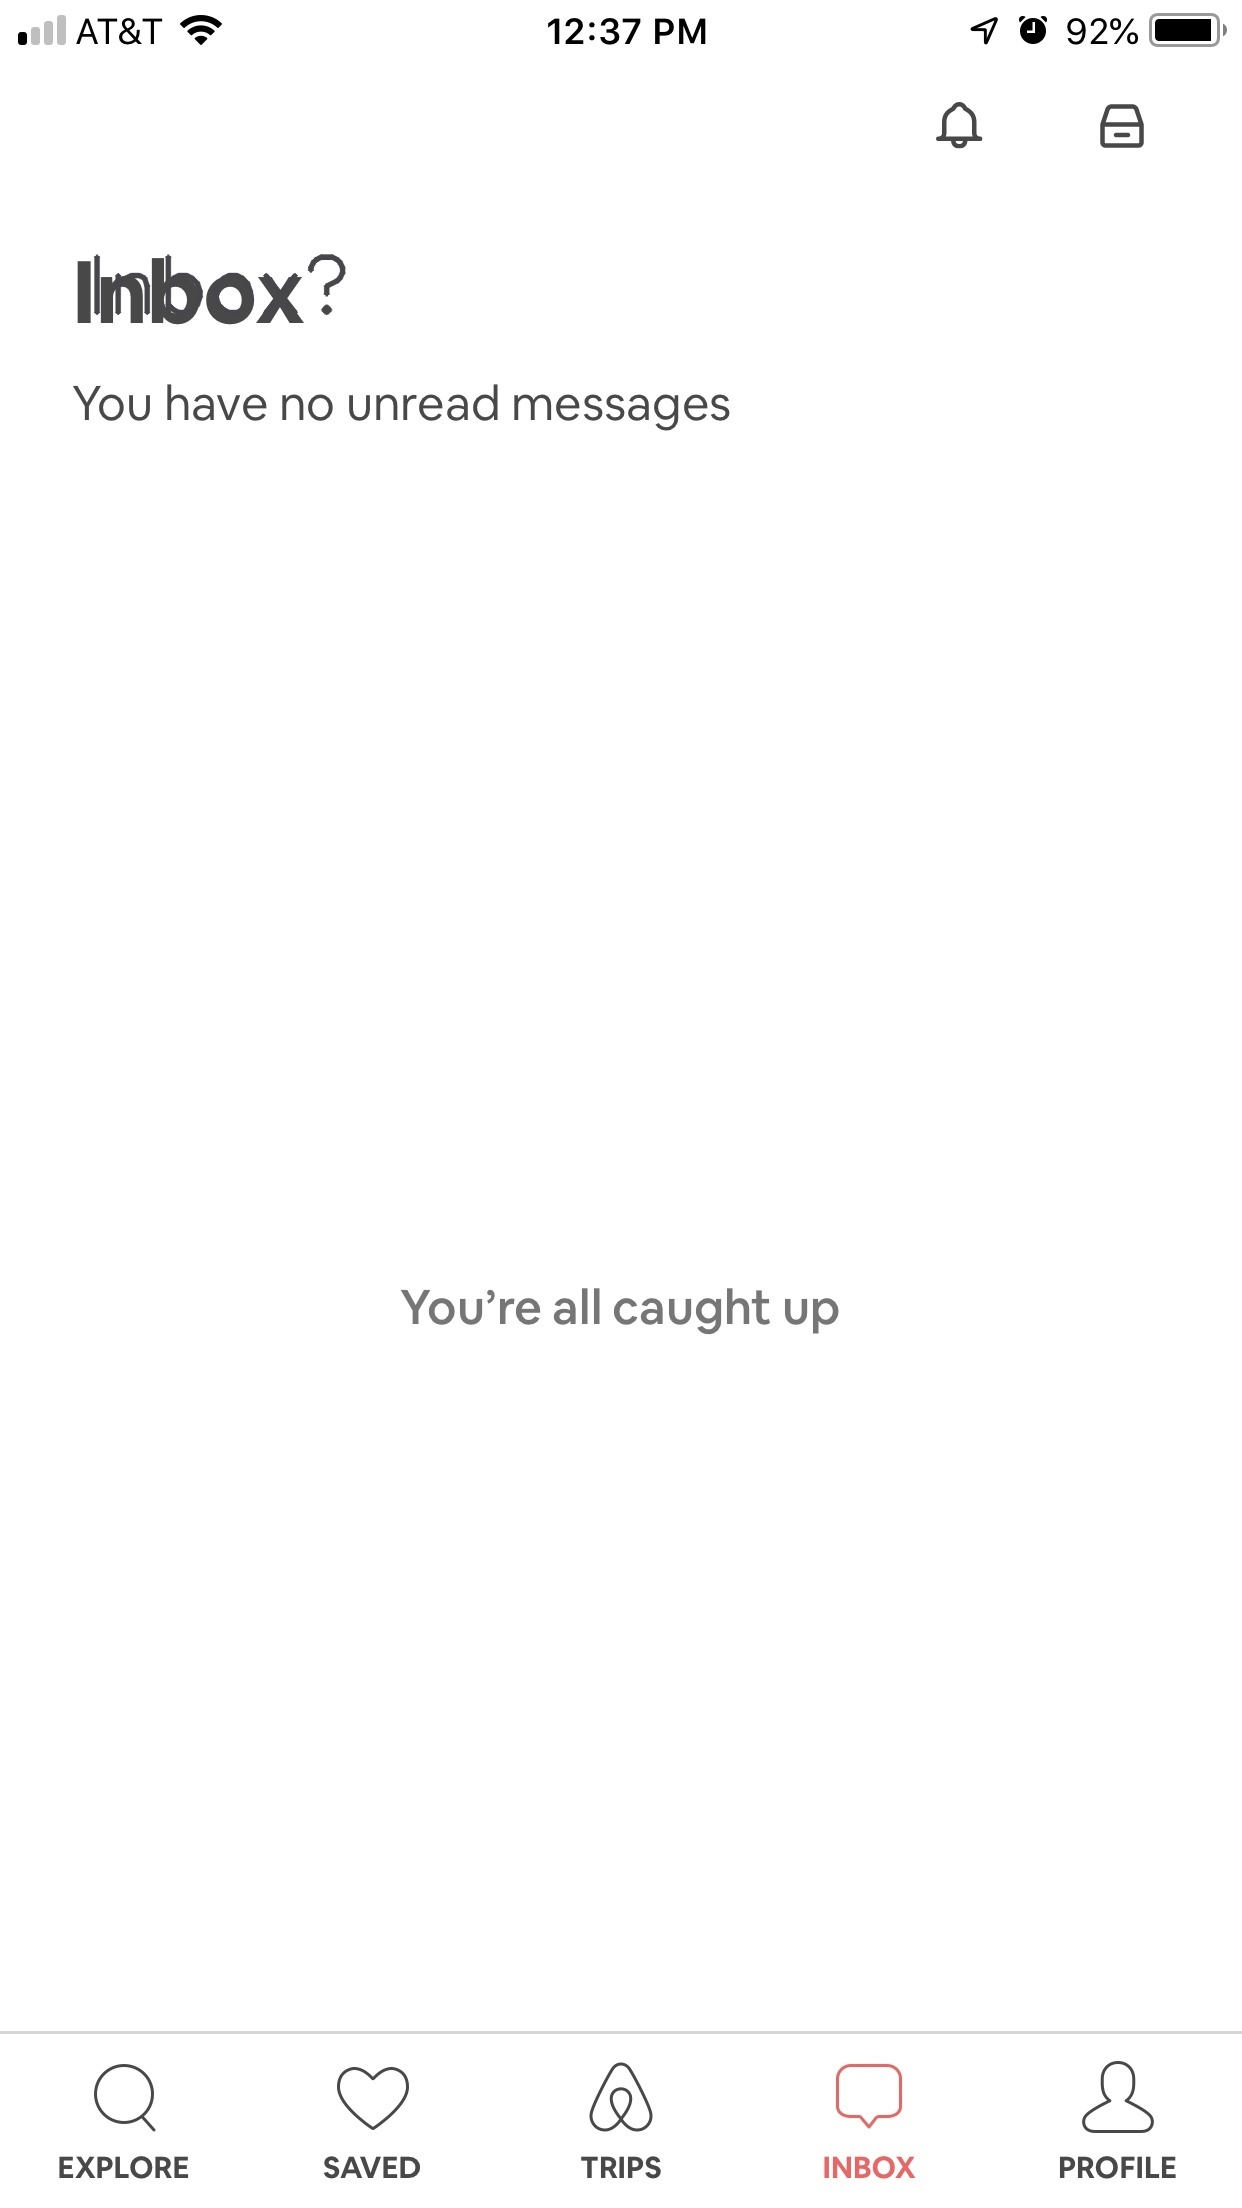 AT&T 12:37 PM 92%
Inbox?
You have no unread messages
You’re all caught up
EXPLORE SAVED TRIPS INBOX PROFILE